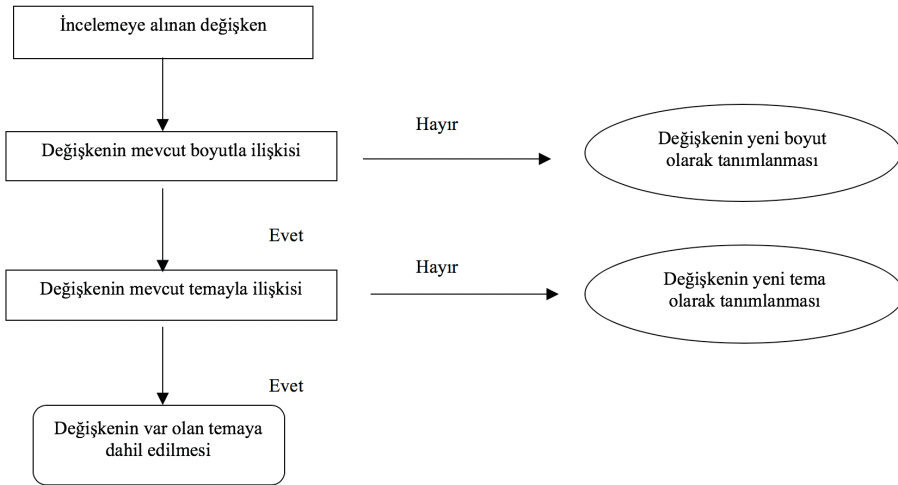 İncelemeye alınan değişken
Hayır
Değişkenin mevcut boyutla ilişkisi
Değişkenin yeni boyut
olarak tanımlanması
Evet
Hayır
Değişkenin mevcut temayla ilişkisi
Değişkenin yeni tema
olarak tanımlanması
Evet
Değişkenin var olan temaya
dahil edilmesi